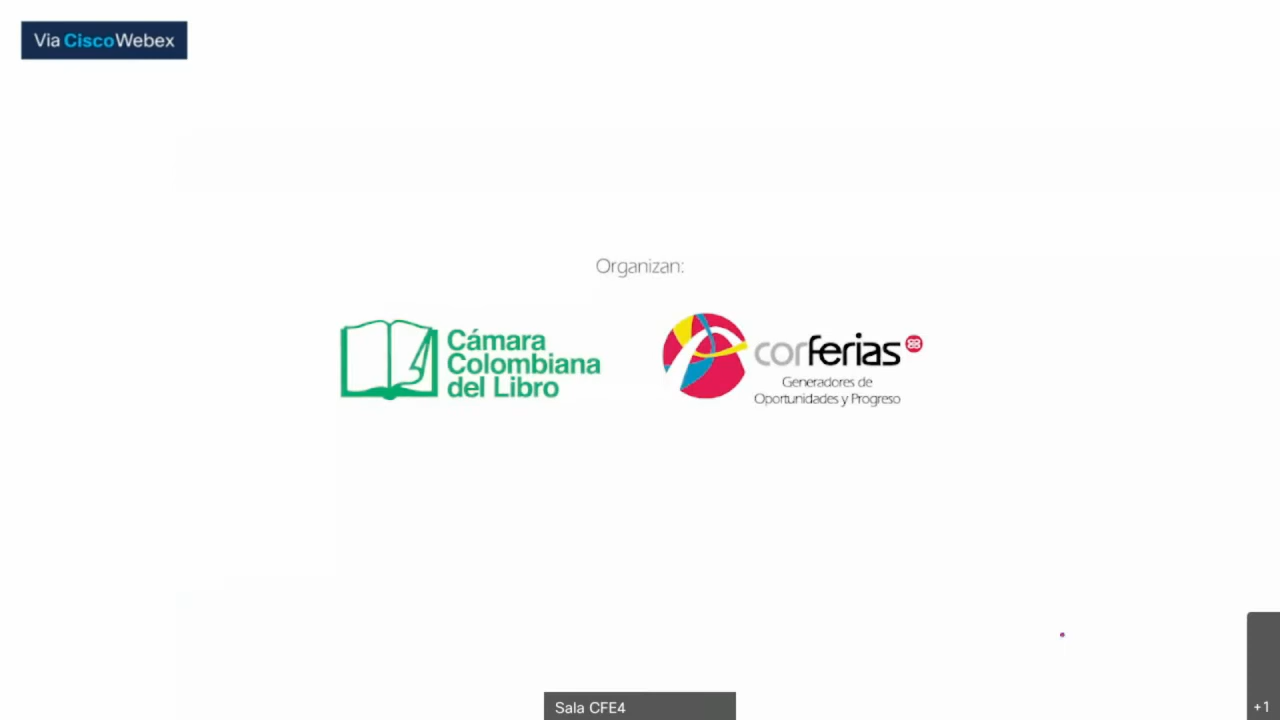 Via CiscoWebex
Organizan:
Cámara
Colombiana
del Libro
corferias
Generadores de
Oportunidades y Progreso
Sala CFE4
+1